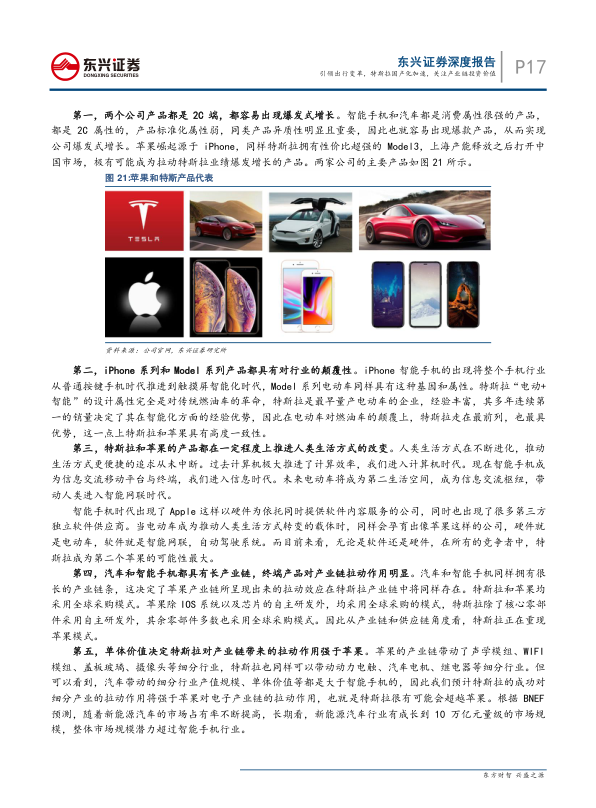 东兴证券
DONGXING SECURITIES
东兴证券深度报告
引领出行变革，特斯拉国产化加速，关注产业链投资价值
P17
第一，两个公司产品都是 2C 端，都容易出现爆发式增长。智能手机和汽车都是消费属性很强的产品，
都是 2C 属性的，产品标准化属性弱，同类产品异质性明显且重要，因此也就容易出现爆款产品，从而实现
公司爆发式增长。苹果崛起源于 iPhone，同样特斯拉拥有性价比超强的 Model3，上海产能释放之后打开中
国市场，极有可能成为拉动特斯拉业绩爆发增长的产品。两家公司的主要产品如图 21 所示。
图 21:苹果和特斯产品代表
TESLA
资料来源：公司官网，东兴证券研究所
第二，iPhone 系列和 Model 系列产品都具有对行业的颠覆性。iPhone 智能手机的出现将整个手机行业
从普通按键手机时代推进到触摸屏智能化时代，Model 系列电动车同样具有这种基因和属性。特斯拉“电动+
智能”的设计属性完全是对传统燃油车的革命，特斯拉是最早量产电动车的企业，经验丰富，其多年连续第
一的销量决定了其在智能化方面的经验优势，因此在电动车对燃油车的颠覆上，特斯拉走在最前列，也最具
优势，这一点上特斯拉和苹果具有高度一致性。
第三，特斯拉和苹果的产品都在一定程度上推进人类生活方式的改变。人类生活方式在不断进化，推动
生活方式更便捷的追求从未中断。过去计算机极大推进了计算效率，我们进入计算机时代。现在智能手机成
为信息交流移动平台与终端，我们进入信息时代。未来电动车将成为第二生活空间，成为信息交流枢纽，带
动人类进入智能网联时代。
智能手机时代出现了 Apple 这样以硬件为依托同时提供软件内容服务的公司，同时也出现了很多第三方
独立软件供应商。当电动车成为推动人类生活方式转变的载体时，同样会孕育出像苹果这样的公司，硬件就
是电动车，软件就是智能网联，自动驾驶系统。而目前来看，无论是软件还是硬件，在所有的竞争者中，特
斯拉成为第二个苹果的可能性最大。
第四，汽车和智能手机都具有长产业链，终端产品对产业链拉动作用明显。汽车和智能手机同样拥有很
长的产业链条，这决定了苹果产业链所呈现出来的拉动效应在特斯拉产业链中将同样存在。特斯拉和苹果均
采用全球采购模式。苹果除 IOS 系统以及芯片的自主研发外，均采用全球采购的模式，特斯拉除了核心零部
件采用自主研发外，其余零部件多数也采用全球采购模式。因此从产业链和供应链角度看，特斯拉正在重现
苹果模式。
第五，单体价值决定特斯拉对产业链带来的拉动作用强于苹果。苹果的产业链带动了声学模组、WIFI
模组、盖板玻璃、摄像头等细分行业，特斯拉也同样可以带动动力电触、汽车电机、继电器等细分行业。但
可以看到，汽车带动的细分行业产值规模、单体价值等都是大于智能手机的，因此我们预计特斯拉的成功对
细分产业的拉动作用将强于苹果对电子产业链的拉动，也就是特斯拉很有可能会超越苹果。根据 BNEF
预测，随着新能源汽车的市场占有率不断提高，长期看，新能源汽车行业有成长到 10 万亿元量级的市场规
模，整体市场规模潜力超过智能手机行业。
东方财智 兴盛之源